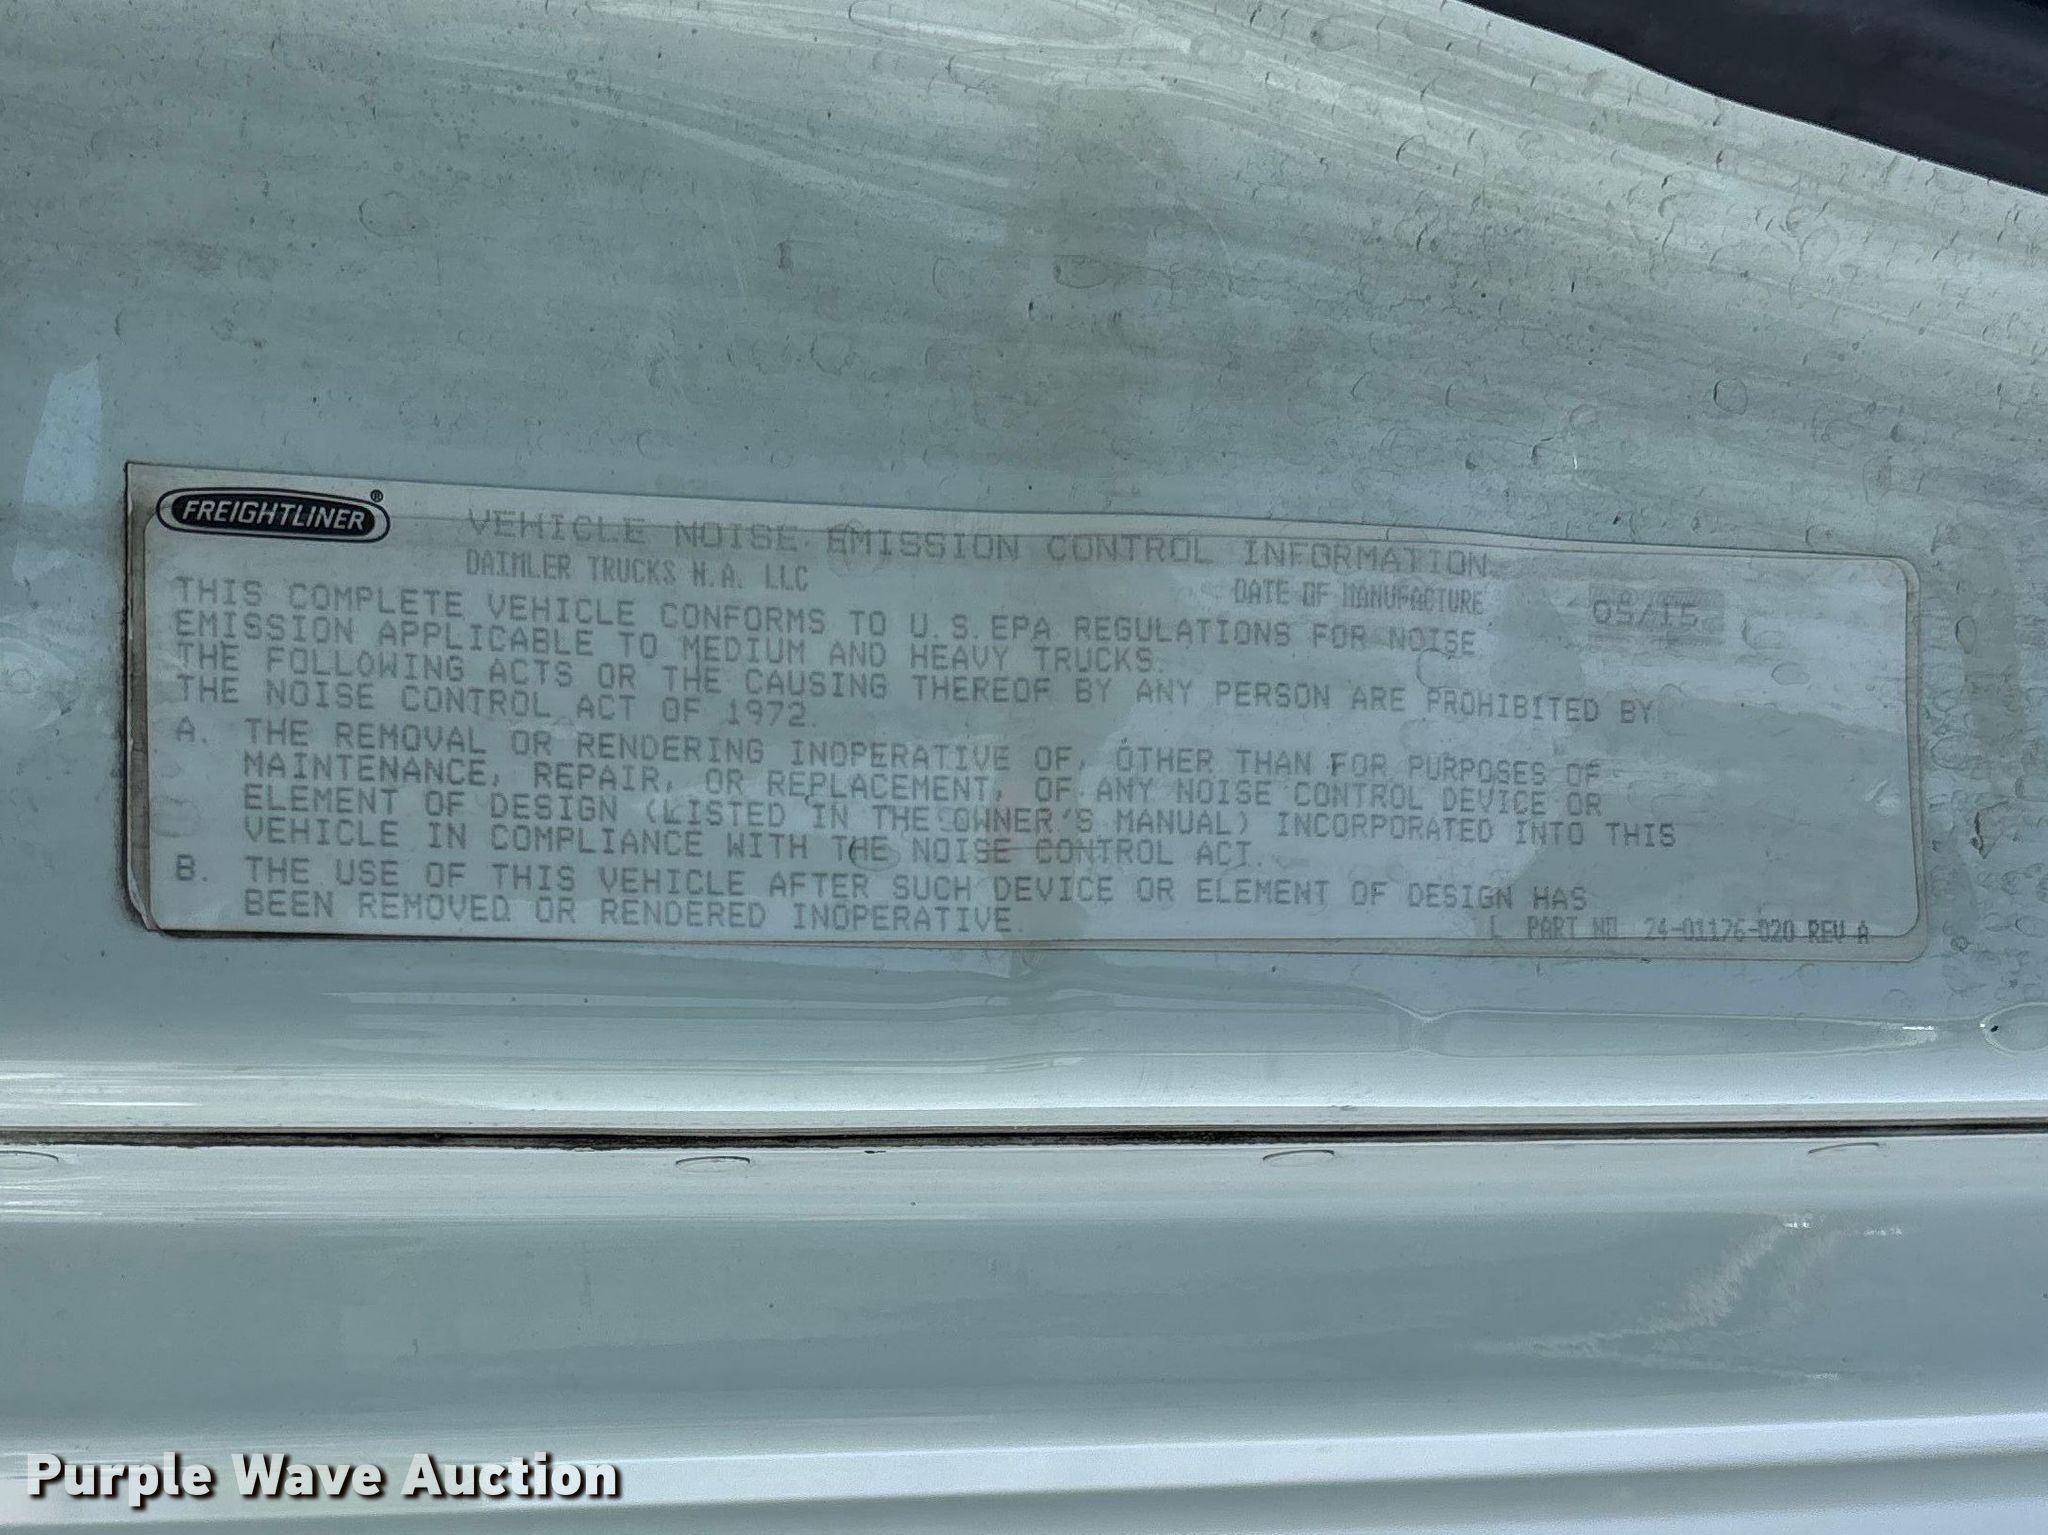 FREIGHTLINER®
VEHICLE NOISE EMISSION CONTROL INFORMATION
DAIMLER TRUCKS N.A. LLC
DATE OF MANUFACTURE 05/15
THIS COMPLETE VEHICLE CONFORMS TO U.S. EPA REGULATIONS FOR NOISE
EMISSION APPLICABLE TO MEDIUM AND HEAVY TRUCKS.
THE FOLLOWING ACTS OR THE CAUSING THEREOF BY ANY PERSON ARE PROHIBITED BY
THE NOISE CONTROL ACT OF 1972.
A. THE REMOVAL OR RENDERING INOPERATIVE OF, OTHER THAN FOR PURPOSES OF
MAINTENANCE, REPAIR, OR REPLACEMENT, OF ANY NOISE CONTROL DEVICE OR
ELEMENT OF DESIGN (LISTED IN THE OWNER'S MANUAL) INCORPORATED INTO THIS
VEHICLE IN COMPLIANCE WITH THE NOISE CONTROL ACT.
B. THE USE OF THIS VEHICLE AFTER SUCH DEVICE OR ELEMENT OF DESIGN HAS
BEEN REMOVED OR RENDERED INOPERATIVE.
L PART NO. 24-01176-020 REV A
Purple Wave Auction